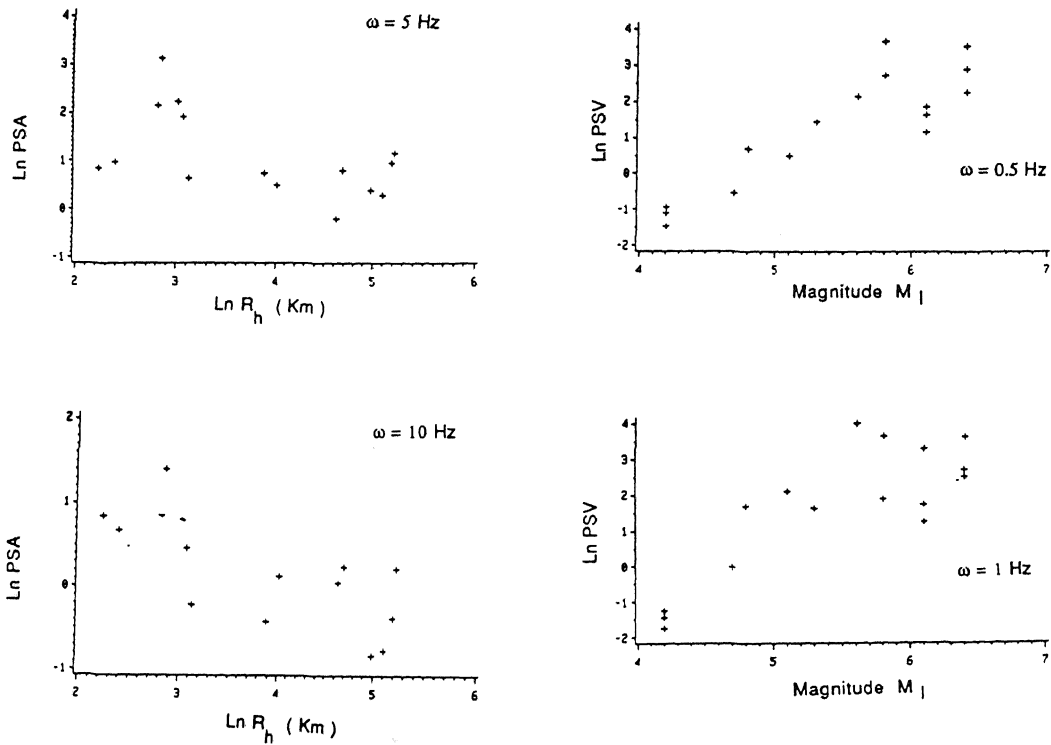 4
3
2
1
0
-1
Ln PSA
ω = 5 Hz
2 3 4 5 6
Ln R_h ( Km )
4
3
2
1
0
-1
-2
Ln PSV
ω = 0.5 Hz
4 5 6 7
Magnitude M_l
2
1
0
-1
Ln PSA
ω = 10 Hz
2 3 4 5 6
Ln R_h ( Km )
4
3
2
1
0
-1
-2
Ln PSV
ω = 1 Hz
4 5 6 7
Magnitude M_l